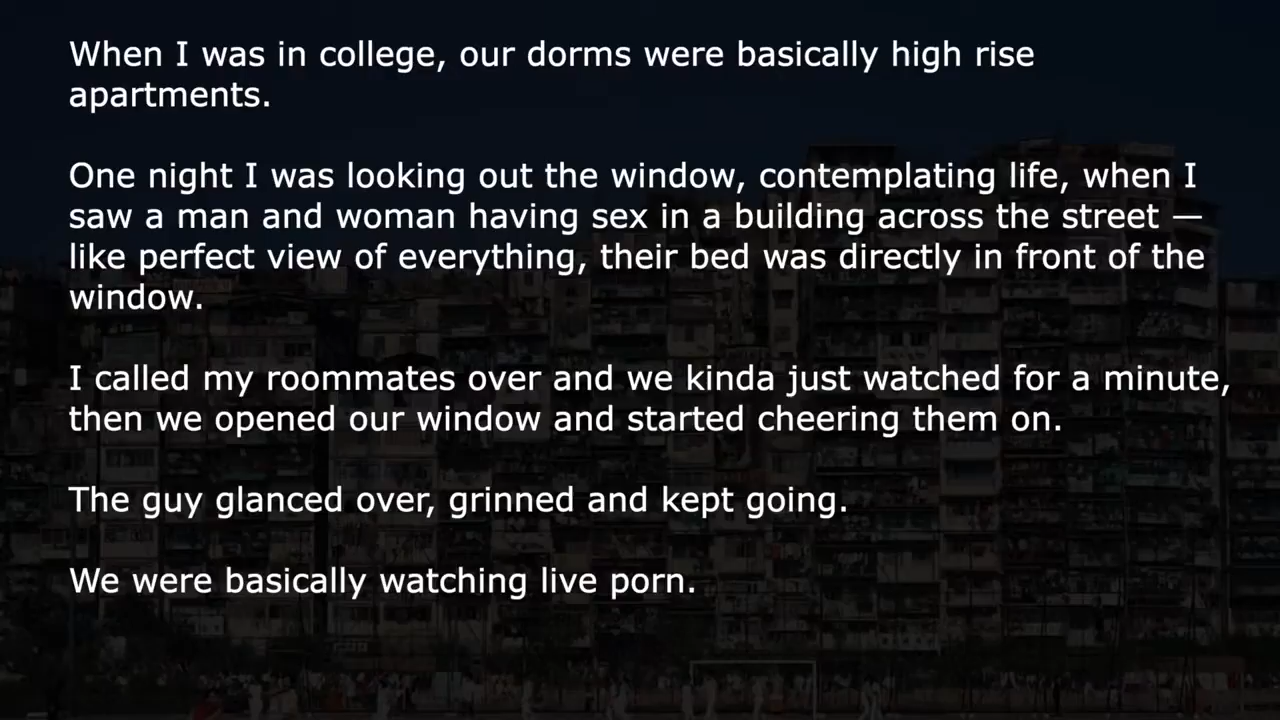 When I was in college, our dorms were basically high rise
apartments.
One night I was looking out the window, contemplating life, when I
saw a man and woman having sex in a building across the street —
like perfect view of everything, their bed was directly in front of the
window.
I called my roommates over and we kinda just watched for a minute,
then we opened our window and started cheering them on.
The guy glanced over, grinned and kept going.
We were basically watching live porn.